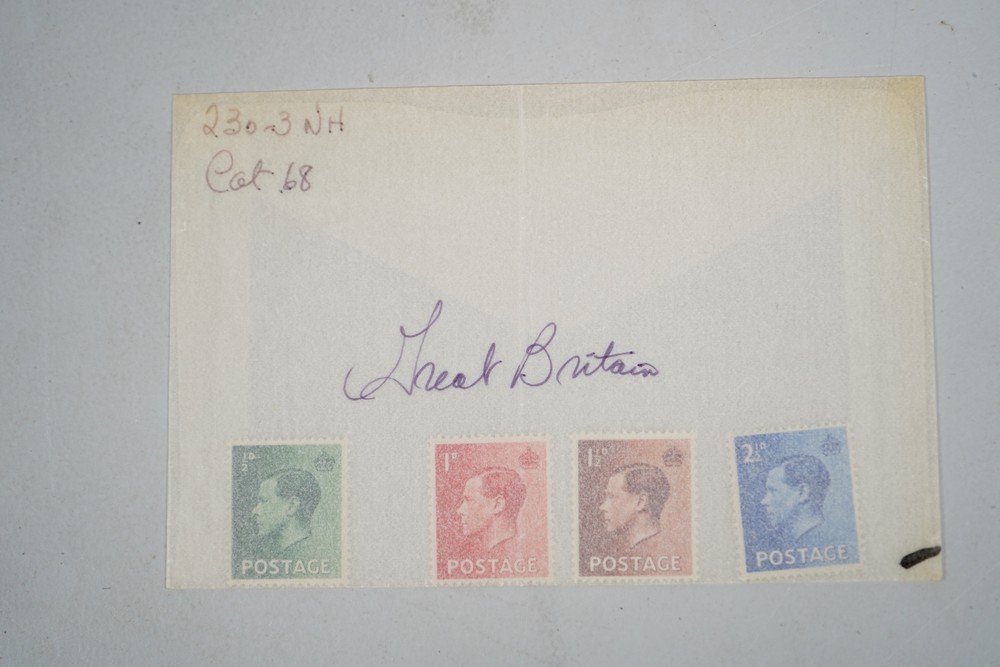 230-3 NH
Cat .68
Great Britain
½ᴰ
POSTAGE
1ᴰ
POSTAGE
1½ᴰ
POSTAGE
2½ᴰ
POSTAGE